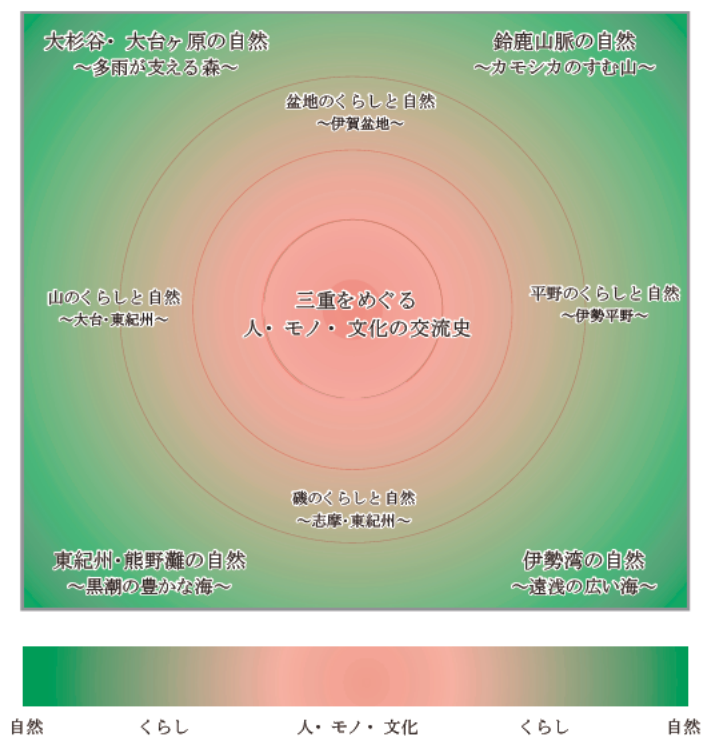 大杉谷・大台ヶ原の自然
～多雨が支える森～
鈴鹿山脈の自然
～カモシカのすむ山～
盆地のくらしと自然
～伊賀盆地～
山のくらしと自然
～大台・東紀州～
三重をめぐる
人・モノ・文化の交流史
平野のくらしと自然
～伊勢平野～
磯のくらしと自然
～志摩・東紀州～
東紀州・熊野灘の自然
～黒潮の豊かな海～
伊勢湾の自然
～遠浅の広い海～
自然 くらし 人・モノ・文化 くらし 自然